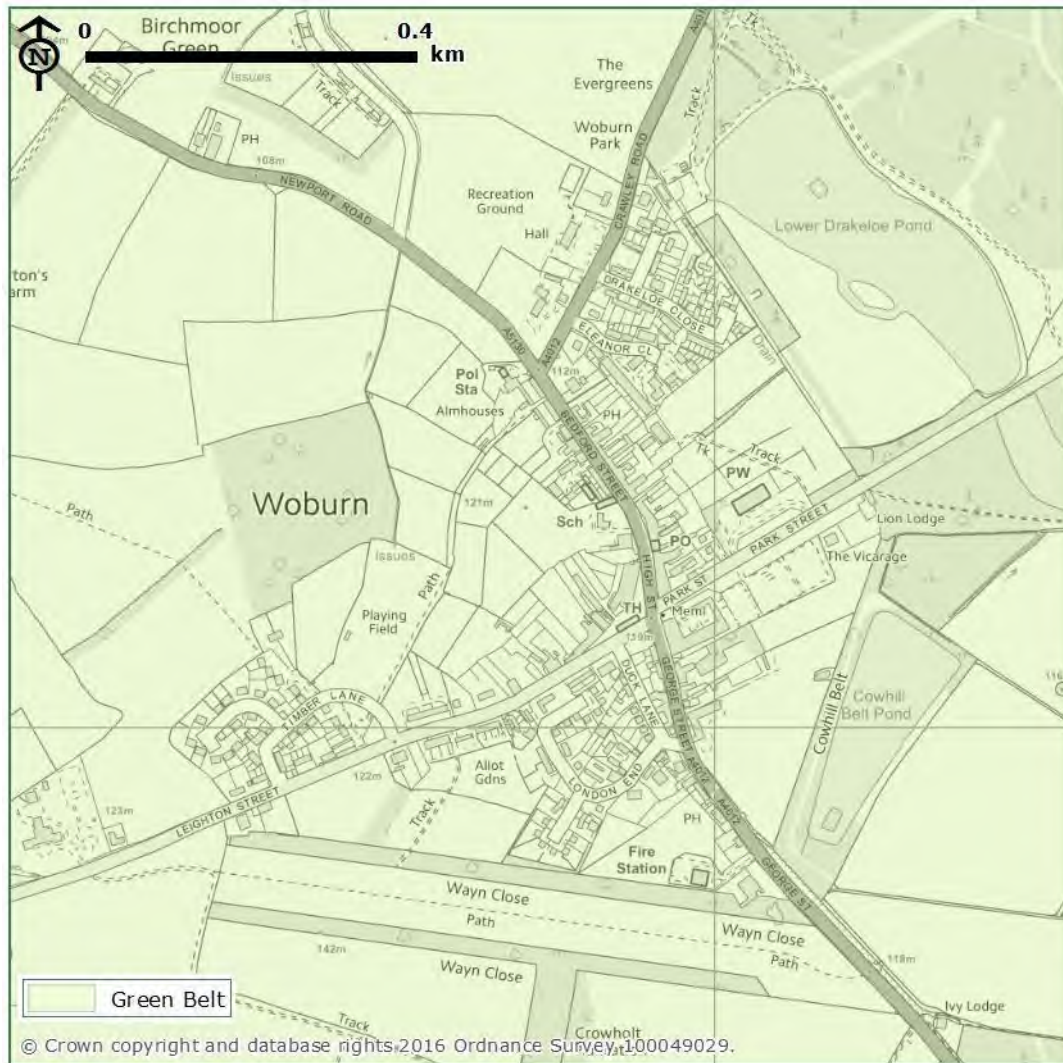 Birchmoor
Green
0 0.4
km
N
Issues
Track
PH
108m
NEWPORT ROAD
The
Evergreens
Woburn
Park
Track
CRAWLEY ROAD
Recreation
Ground
Hall
Lower Drakeloe Pond
DRAKELOE CLOSE
ELEANOR CL
Drain
A5130
A4012
112m
Pol
Sta
Almhouses
PH
BEDFORD STREET
Tk
Track
PW
Woburn
Path
121m
Sch
PO
HIGH ST
PARK STREET
PARK ST
Lion Lodge
The Vicarage
Issues
Path
Playing
Field
TH
Meml
119m
DUCK LANE
GEORGE STREET
A4012
Cowhill Belt
Cowhill
Belt Pond
TIMBER LANE
122m
LEIGHTON STREET
123m
Allot
Gdns
Track
LONDON END
PH
A4012
GEORGE ST
Fire
Station
Wayn Close
Path
Wayn Close
Path
142m
Wayn Close
118m
Ivy Lodge
Green Belt
Track
Crowholt
© Crown copyright and database rights 2016 Ordnance Survey 100049029.